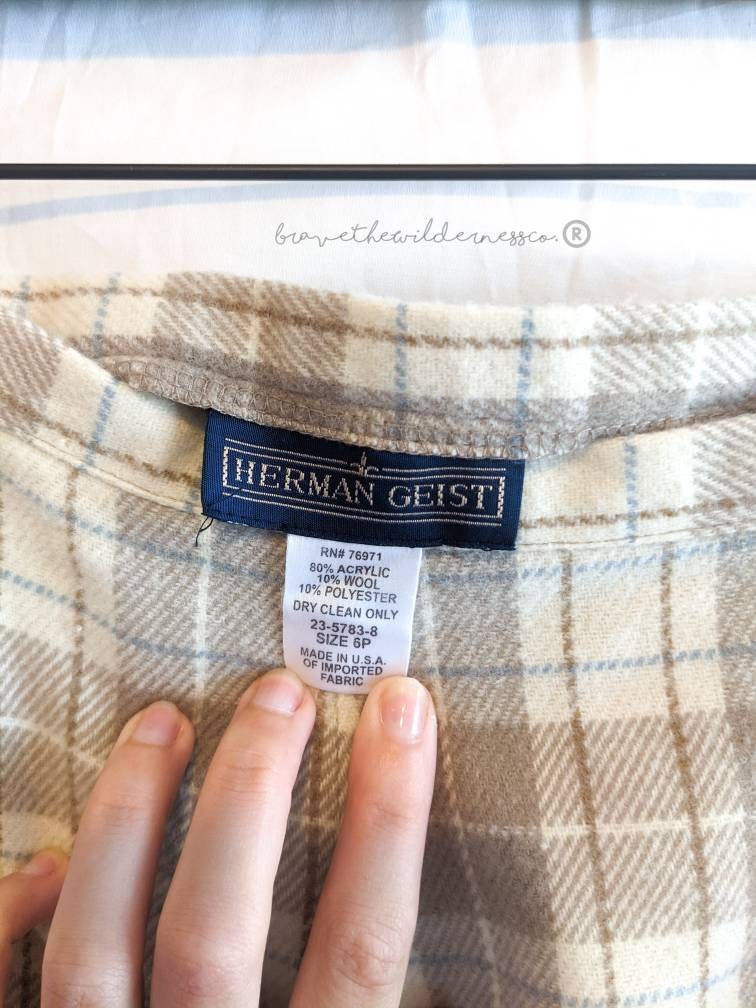 bravethewildernessco.®
HERMAN GEIST
RN# 76971
80% ACRYLIC
10% WOOL
10% POLYESTER
DRY CLEAN ONLY
23-5783-8
SIZE 6P
MADE IN U.S.A.
OF IMPORTED
FABRIC